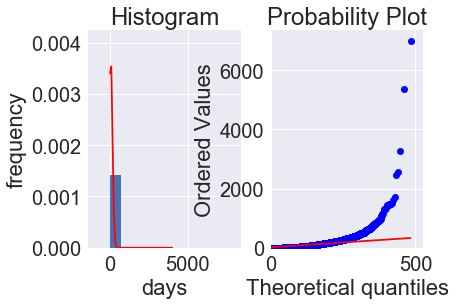 Histogram
0.004
0.003
0.002
0.001
0.000
frequency
0
5000
days
Probability Plot
6000
4000
2000
0
Ordered Values
0
500
Theoretical quantiles